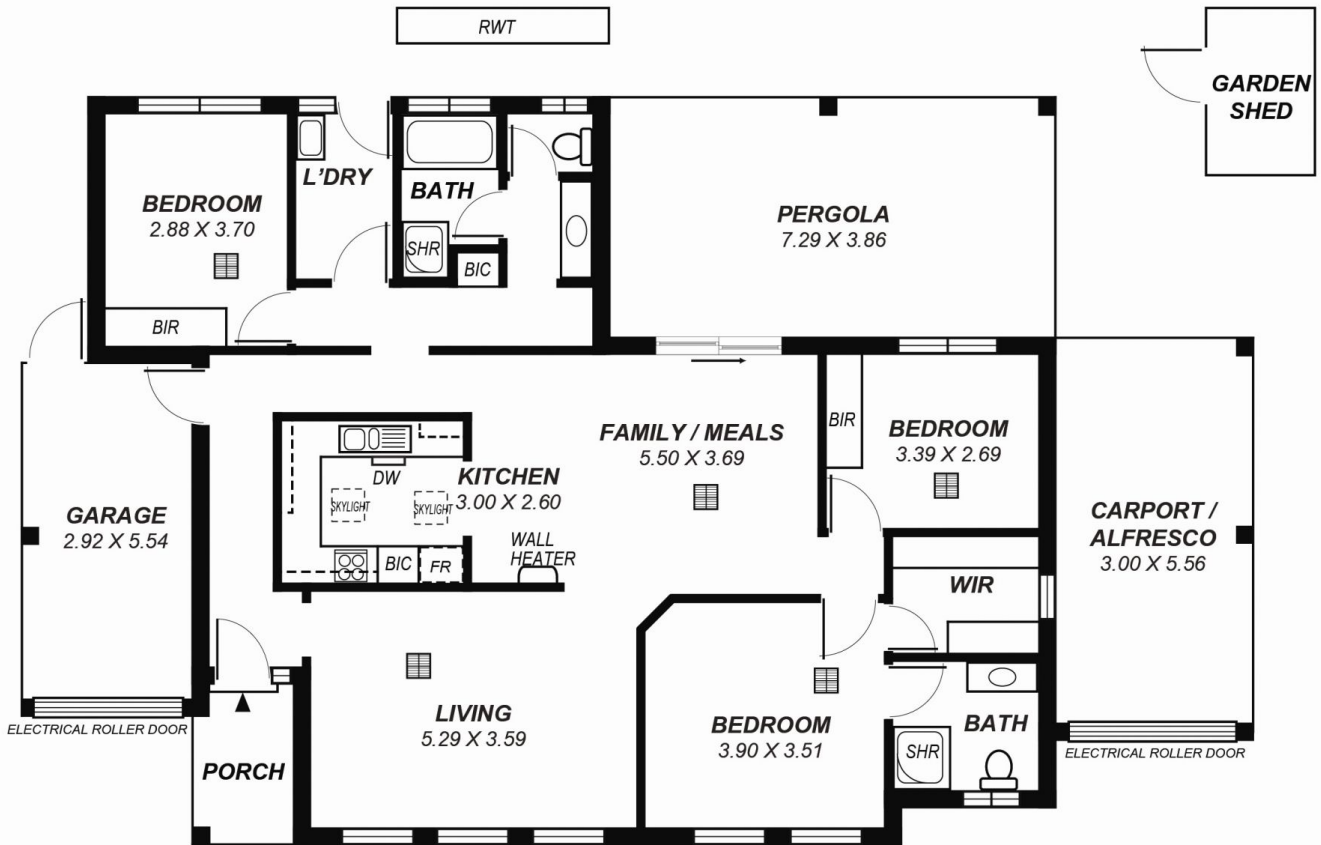 RWT
GARDEN
SHED
L'DRY
BATH
BEDROOM
2.88 X 3.70
PERGOLA
7.29 X 3.86
SHR
BIC
BIR
FAMILY / MEALS
5.50 X 3.69
BIR
BEDROOM
3.39 X 2.69
DW
KITCHEN
3.00 X 2.60
SKYLIGHT
SKYLIGHT
GARAGE
2.92 X 5.54
CARPORT /
ALFRESCO
3.00 X 5.56
WALL
HEATER
BIC
FR
WIR
LIVING
5.29 X 3.59
BEDROOM
3.90 X 3.51
BATH
SHR
ELECTRICAL ROLLER DOOR
ELECTRICAL ROLLER DOOR
PORCH